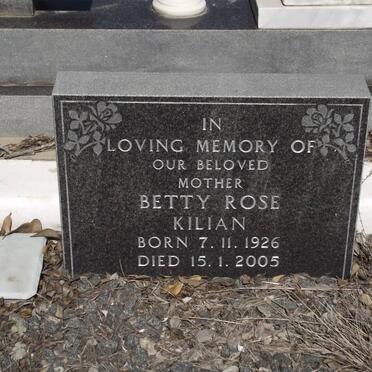 IN
LOVING MEMORY OF
OUR BELOVED
MOTHER
BETTY ROSE
KILIAN
BORN 7.11.1926
DIED 15.1.2005